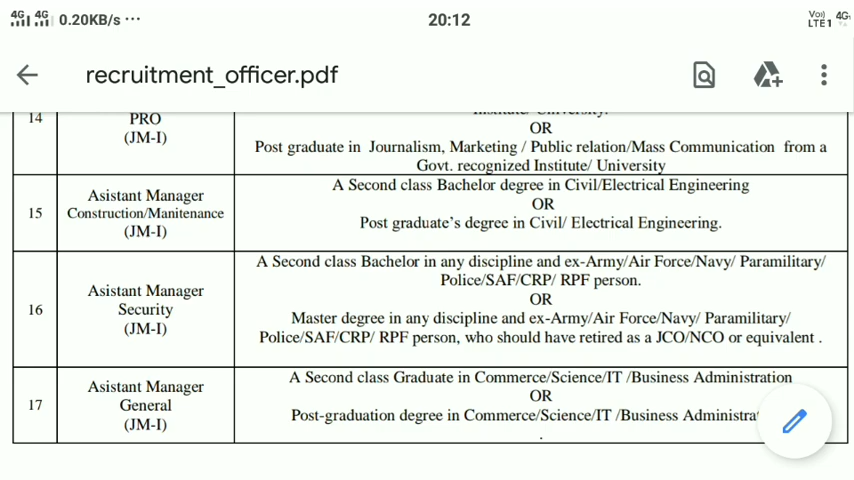 4G 4G 0.20KB/s ··· 20:12 Vo) LTE1 4G
recruitment_officer.pdf
14
PRO
(JM-I)
Institute/ University.
OR
Post graduate in Journalism, Marketing / Public relation/Mass Communication from a
Govt. recognized Institute/ University
15
Asistant Manager
Construction/Manitenance
(JM-I)
A Second class Bachelor degree in Civil/Electrical Engineering
OR
Post graduate’s degree in Civil/ Electrical Engineering.
16
Asistant Manager
Security
(JM-I)
A Second class Bachelor in any discipline and ex-Army/Air Force/Navy/ Paramilitary/
Police/SAF/CRP/ RPF person.
OR
Master degree in any discipline and ex-Army/Air Force/Navy/ Paramilitary/
Police/SAF/CRP/ RPF person, who should have retired as a JCO/NCO or equivalent .
17
Asistant Manager
General
(JM-I)
A Second class Graduate in Commerce/Science/IT /Business Administration
OR
Post-graduation degree in Commerce/Science/IT /Business Administra
.